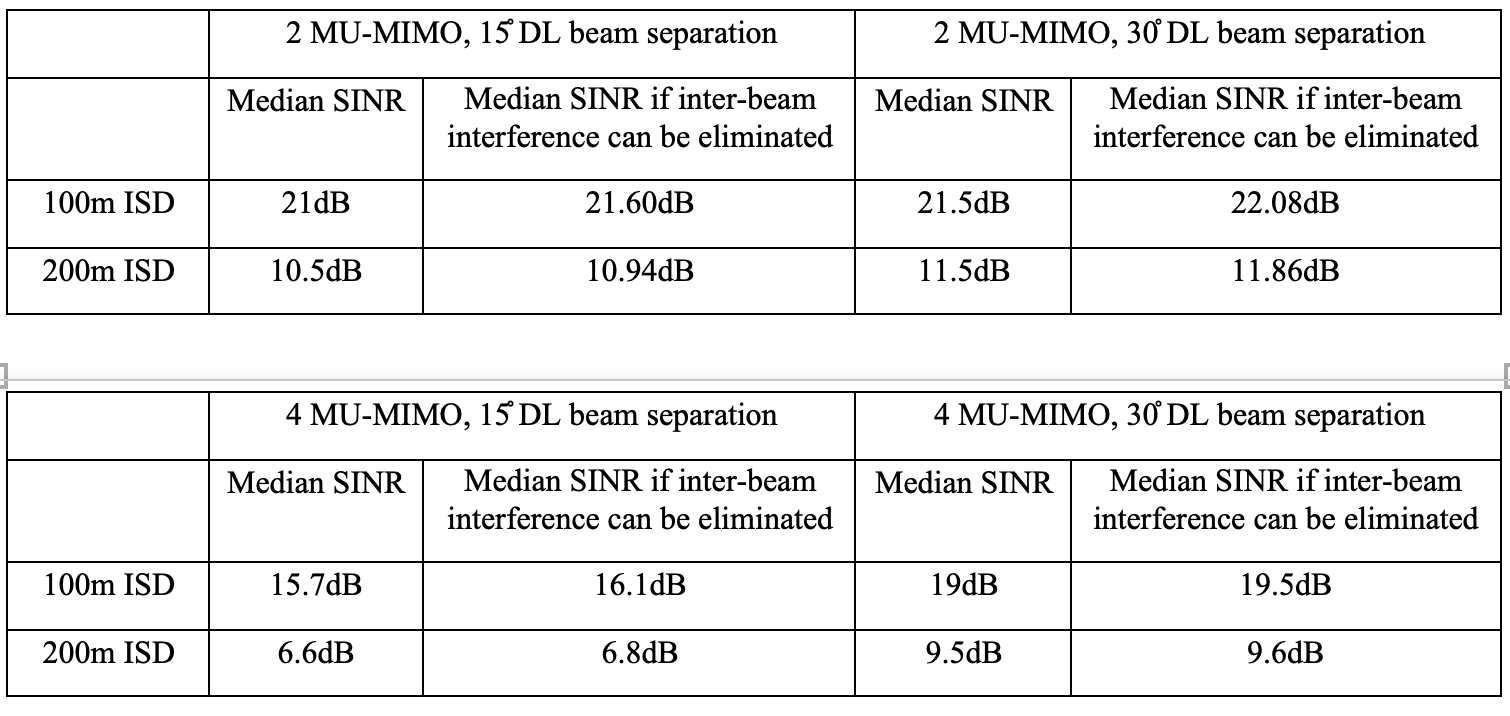 2 MU-MIMO, 15° DL beam separation 2 MU-MIMO, 30° DL beam separation
Median SINR Median SINR if inter-beam interference can be eliminated Median SINR Median SINR if inter-beam interference can be eliminated
100m ISD 21dB 21.60dB 21.5dB 22.08dB
200m ISD 10.5dB 10.94dB 11.5dB 11.86dB
4 MU-MIMO, 15° DL beam separation 4 MU-MIMO, 30° DL beam separation
Median SINR Median SINR if inter-beam interference can be eliminated Median SINR Median SINR if inter-beam interference can be eliminated
100m ISD 15.7dB 16.1dB 19dB 19.5dB
200m ISD 6.6dB 6.8dB 9.5dB 9.6dB